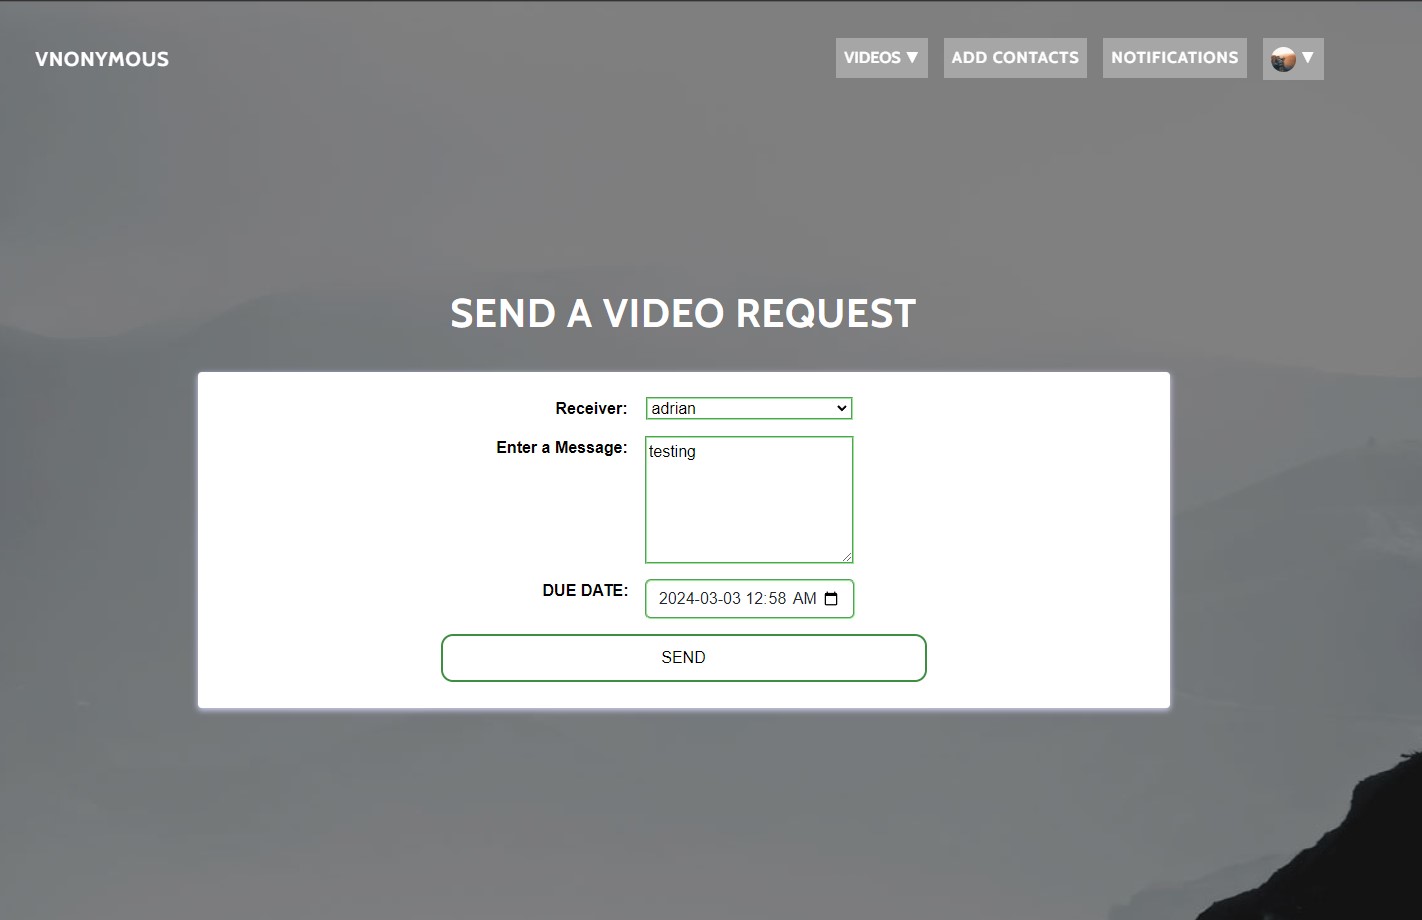 VNONYMOUS
VIDEOS ▼ ADD CONTACTS NOTIFICATIONS ▼
SEND A VIDEO REQUEST
Receiver: adrian
Enter a Message: testing
DUE DATE: 2024-03-03 12:58 AM
SEND